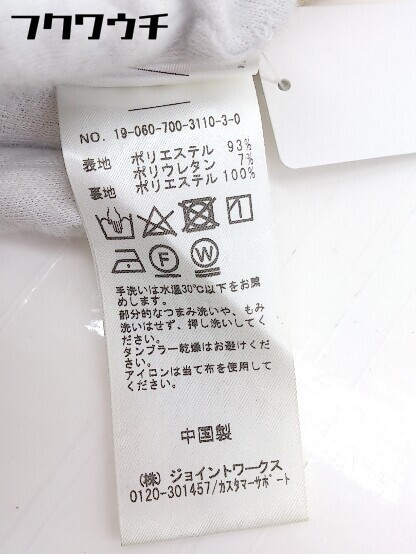 フクワウチ
NO. 19-060-700-3110-3-0
表地 ポリエステル 93%
ポリウレタン 7%
裏地 ポリエステル 100%
F W
手洗いは水温30℃以下をお薦
めします。
部分的なつまみ洗いや、もみ
洗いはせず、押し洗いしてく
ださい。
タンブラー乾燥はお避けくだ
さい。
アイロンは当て布を使用して
ください。
中国製
(株) ジョイントワークス
0120-301457/カスタマーサポート